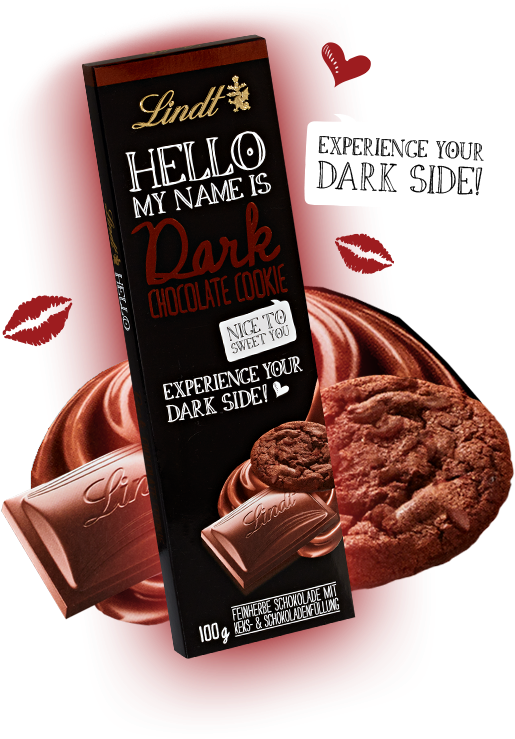 Lindt
HELLO
MY NAME IS
Dark
CHOCOLATE COOKIE
NICE TO
SWEET YOU
EXPERIENCE YOUR
DARK SIDE!
Lindt
100g
FEINHERBE SCHOKOLADE MIT
KEKS- & SCHOKOLADENFÜLLUNG
Lindt
HELLO
EXPERIENCE YOUR
DARK SIDE!
Lin